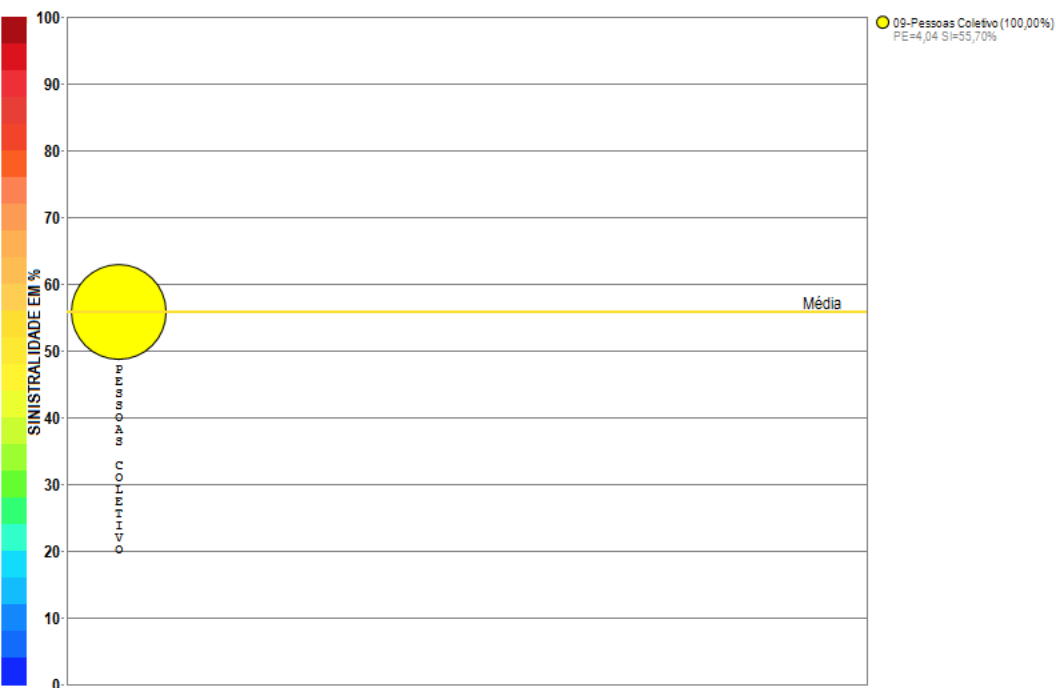 100
90
80
70
60
50
40
30
20
10
0
SINISTRALIDADE EM %
Média
PESSOAS COLETIVO
09-Pessoas Coletivo (100,00%)
PE=4,04 SI=55,70%